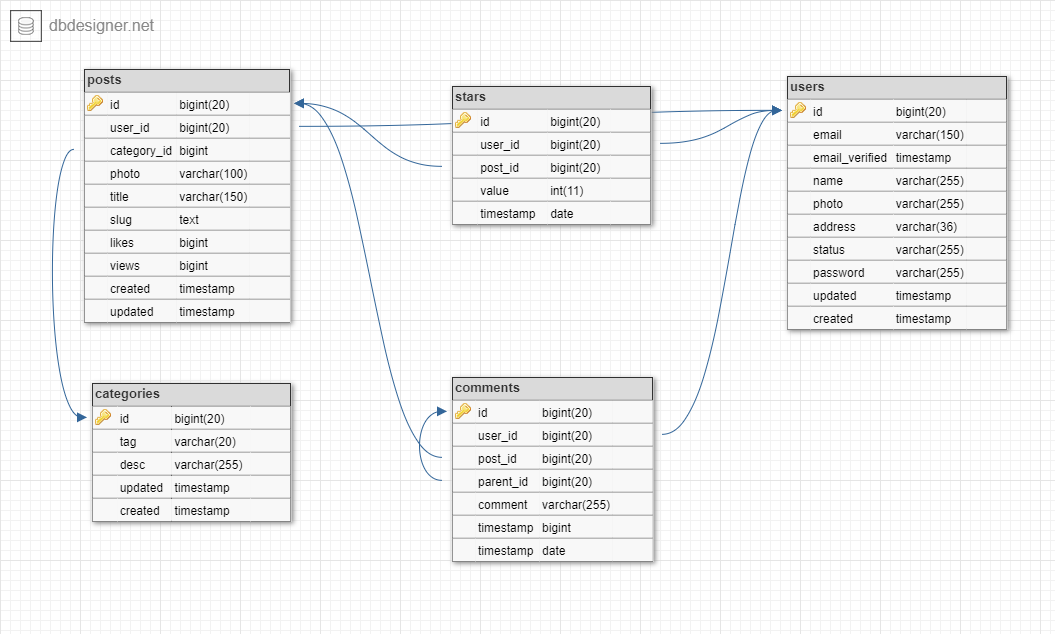 dbdesigner.net
posts
id bigint(20)
user_id bigint(20)
category_id bigint
photo varchar(100)
title varchar(150)
slug text
likes bigint
views bigint
created timestamp
updated timestamp
stars
id bigint(20)
user_id bigint(20)
post_id bigint(20)
value int(11)
timestamp date
users
id bigint(20)
email varchar(150)
email_verified timestamp
name varchar(255)
photo varchar(255)
address varchar(36)
status varchar(255)
password varchar(255)
updated timestamp
created timestamp
categories
id bigint(20)
tag varchar(20)
desc varchar(255)
updated timestamp
created timestamp
comments
id bigint(20)
user_id bigint(20)
post_id bigint(20)
parent_id bigint(20)
comment varchar(255)
timestamp bigint
timestamp date